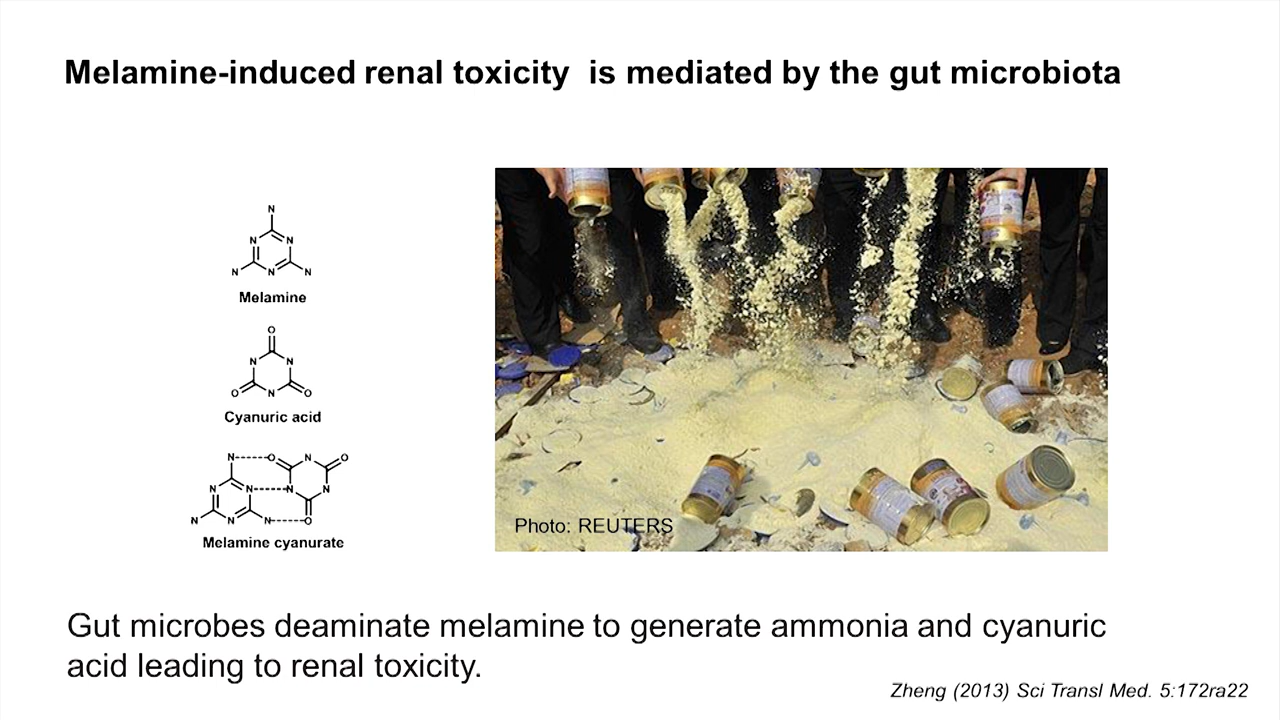 Melamine-induced renal toxicity is mediated by the gut microbiota
N
N N
N N N
Melamine
O
N N
O N O
Cyanuric acid
N O N O
N N N N
N N N O
Melamine cyanurate
Photo: REUTERS
Gut microbes deaminate melamine to generate ammonia and cyanuric
acid leading to renal toxicity.
Zheng (2013) Sci Transl Med. 5:172ra22